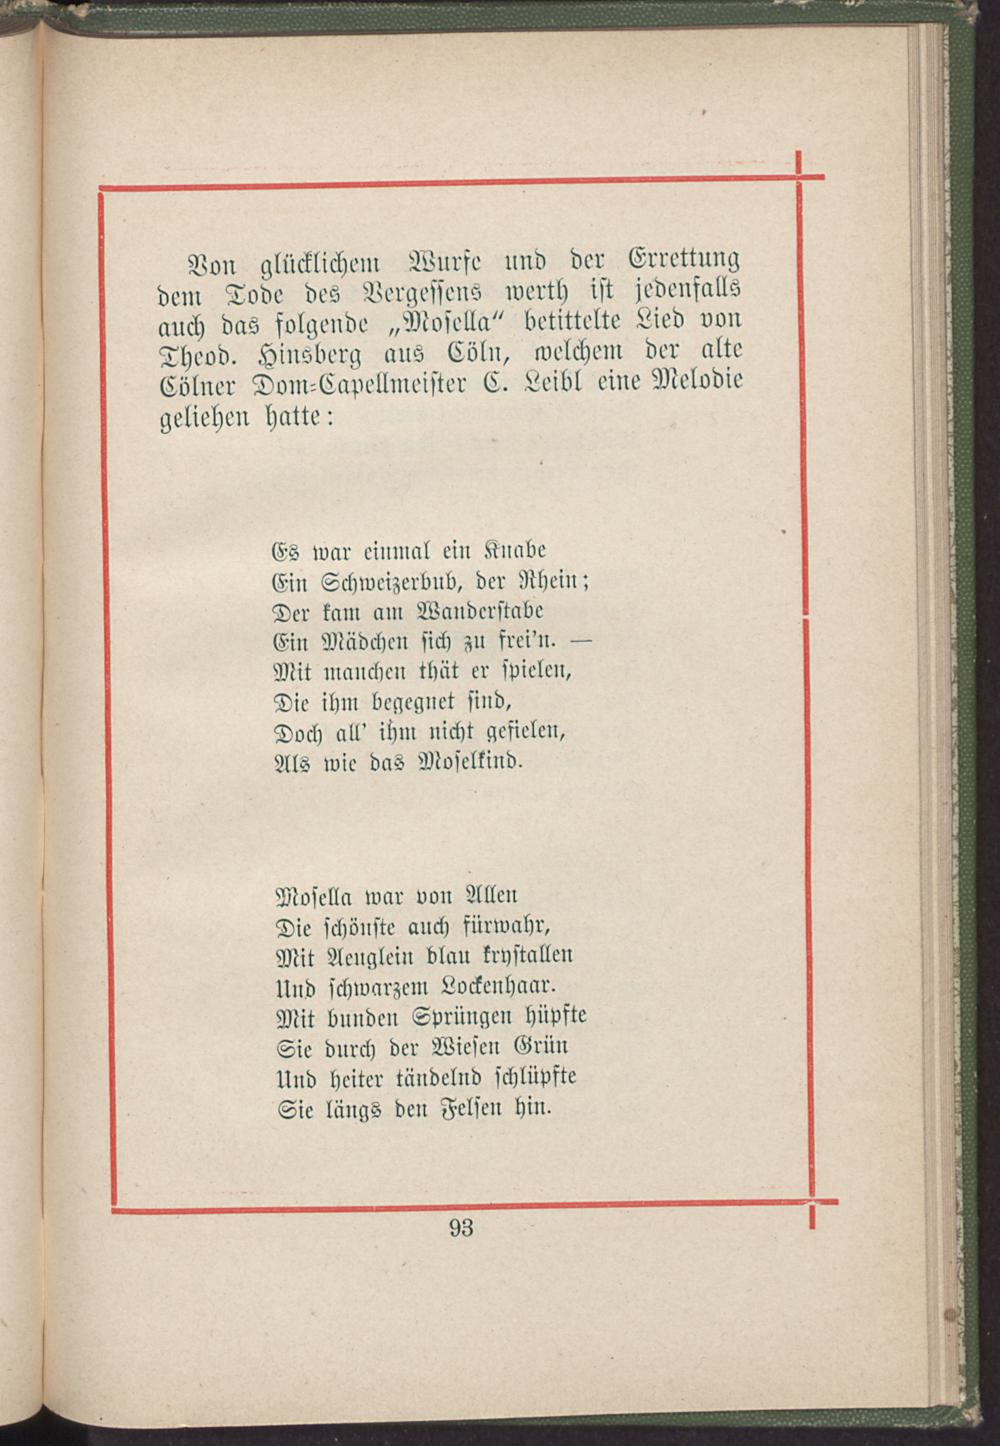 Von glücklichem Wurfe und der Errettung
dem Tode des Vergessens werth ist jedenfalls
auch das folgende „Mosella“ betittelte Lied von
Theod. Hinsberg aus Cöln, welchem der alte
Cölner Dom-Capellmeister C. Leibl eine Melodie
geliehen hatte:
Es war einmal ein Knabe
Ein Schweizerbub, der Rhein;
Der kam am Wanderstabe
Ein Mädchen sich zu frei'n. —
Mit manchen thät er spielen,
Die ihm begegnet sind,
Doch all' ihm nicht gefielen,
Als wie das Moselkind.
Mosella war von Allen
Die schönste auch fürwahr,
Mit Aeuglein blau krystallen
Und schwarzem Lockenhaar.
Mit bunden Sprüngen hüpfte
Sie durch der Wiesen Grün
Und heiter tändelnd schlüpfte
Sie längs den Felsen hin.
93